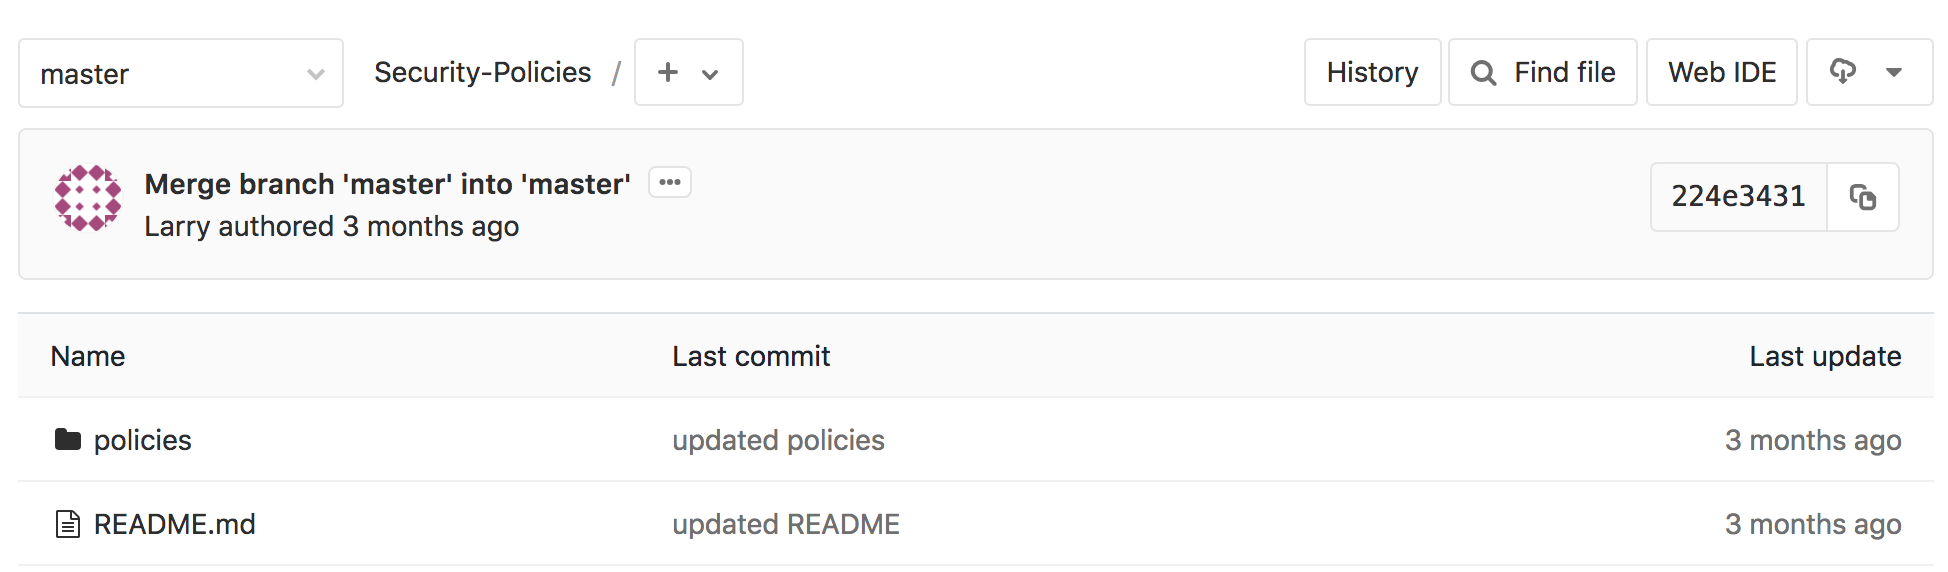 master Security-Policies / + History Find file Web IDE
Merge branch 'master' into 'master' ...
Larry authored 3 months ago
224e3431
Name Last commit Last update
policies updated policies 3 months ago
README.md updated README 3 months ago